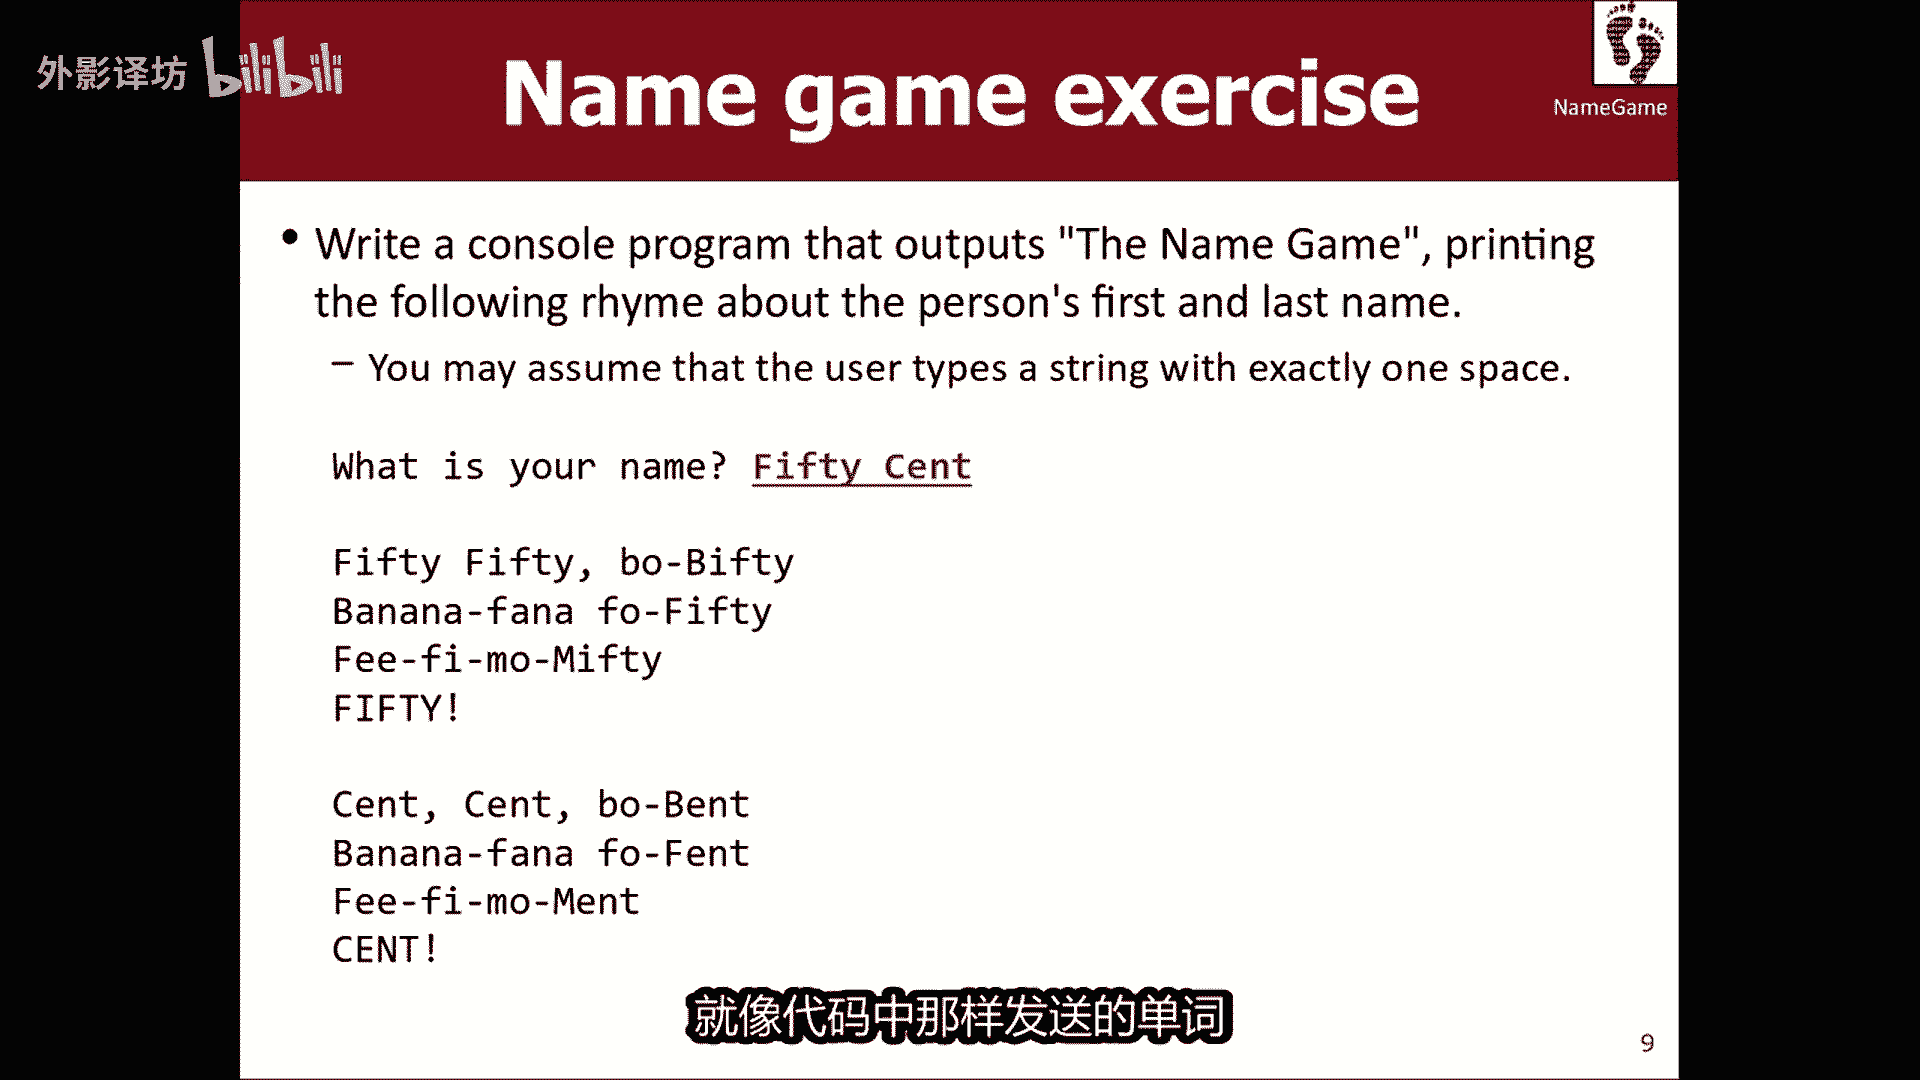 外影译坊 bilibili
Name game exercise
NameGame
• Write a console program that outputs "The Name Game", printing
the following rhyme about the person's first and last name.
– You may assume that the user types a string with exactly one space.
What is your name? Fifty Cent
Fifty Fifty, bo-Bifty
Banana-fana fo-Fifty
Fee-fi-mo-Mifty
FIFTY!
Cent, Cent, bo-Bent
Banana-fana fo-Fent
Fee-fi-mo-Ment
CENT!
就像代码中那样发送的单词
9